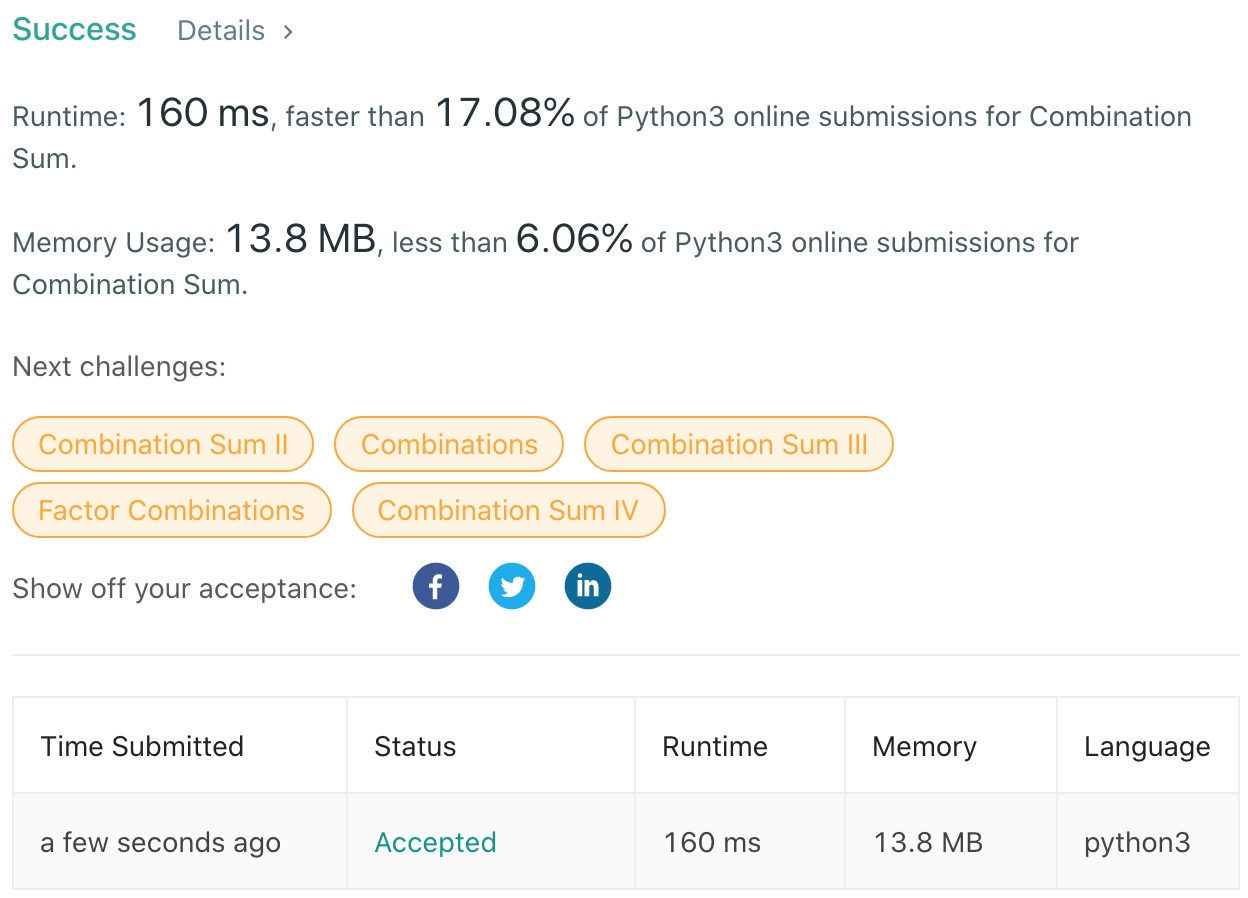 Success Details >
Runtime: 160 ms, faster than 17.08% of Python3 online submissions for Combination
Sum.
Memory Usage: 13.8 MB, less than 6.06% of Python3 online submissions for
Combination Sum.
Next challenges:
Combination Sum II Combinations Combination Sum III
Factor Combinations Combination Sum IV
Show off your acceptance: f in
Time Submitted Status Runtime Memory Language
a few seconds ago Accepted 160 ms 13.8 MB python3